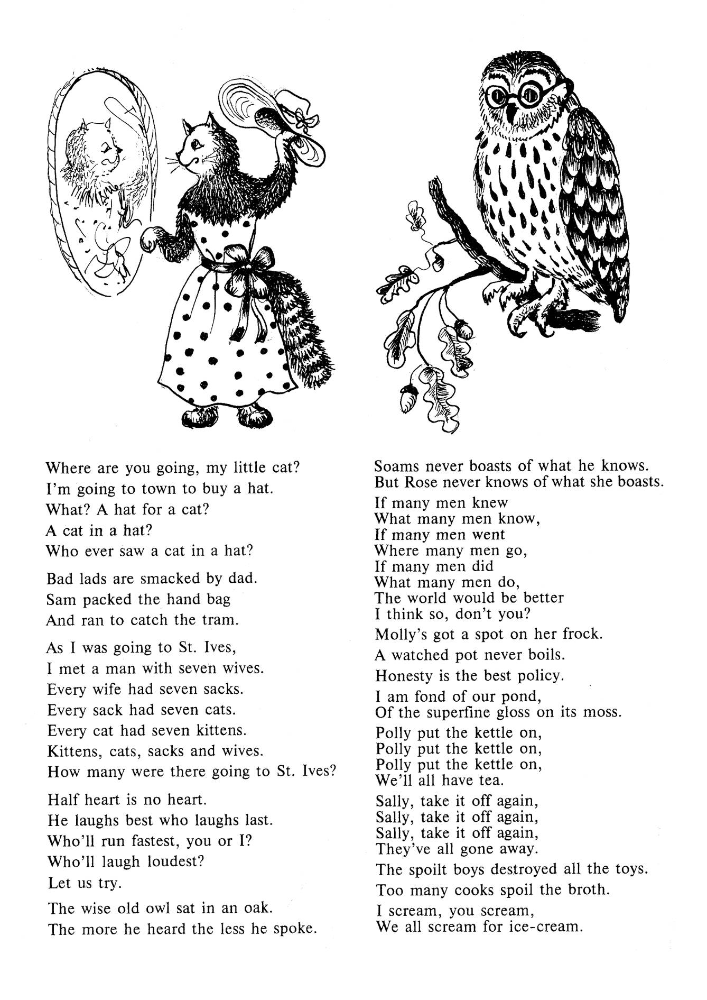 Where are you going, my little cat?
I'm going to town to buy a hat.
What? A hat for a cat?
A cat in a hat?
Who ever saw a cat in a hat?
Bad lads are smacked by dad.
Sam packed the hand bag
And ran to catch the tram.
As I was going to St. Ives,
I met a man with seven wives.
Every wife had seven sacks.
Every sack had seven cats.
Every cat had seven kittens.
Kittens, cats, sacks and wives.
How many were there going to St. Ives?
Half heart is no heart.
He laughs best who laughs last.
Who'll run fastest, you or I?
Who'll laugh loudest?
Let us try.
The wise old owl sat in an oak.
The more he heard the less he spoke.
Soams never boasts of what he knows.
But Rose never knows of what she boasts.
If many men knew
What many men know,
If many men went
Where many men go,
If many men did
What many men do,
The world would be better
I think so, don't you?
Molly's got a spot on her frock.
A watched pot never boils.
Honesty is the best policy.
I am fond of our pond,
Of the superfine gloss on its moss.
Polly put the kettle on,
Polly put the kettle on,
Polly put the kettle on,
We'll all have tea.
Sally, take it off again,
Sally, take it off again,
Sally, take it off again,
They've all gone away.
The spoilt boys destroyed all the toys.
Too many cooks spoil the broth.
I scream, you scream,
We all scream for ice-cream.